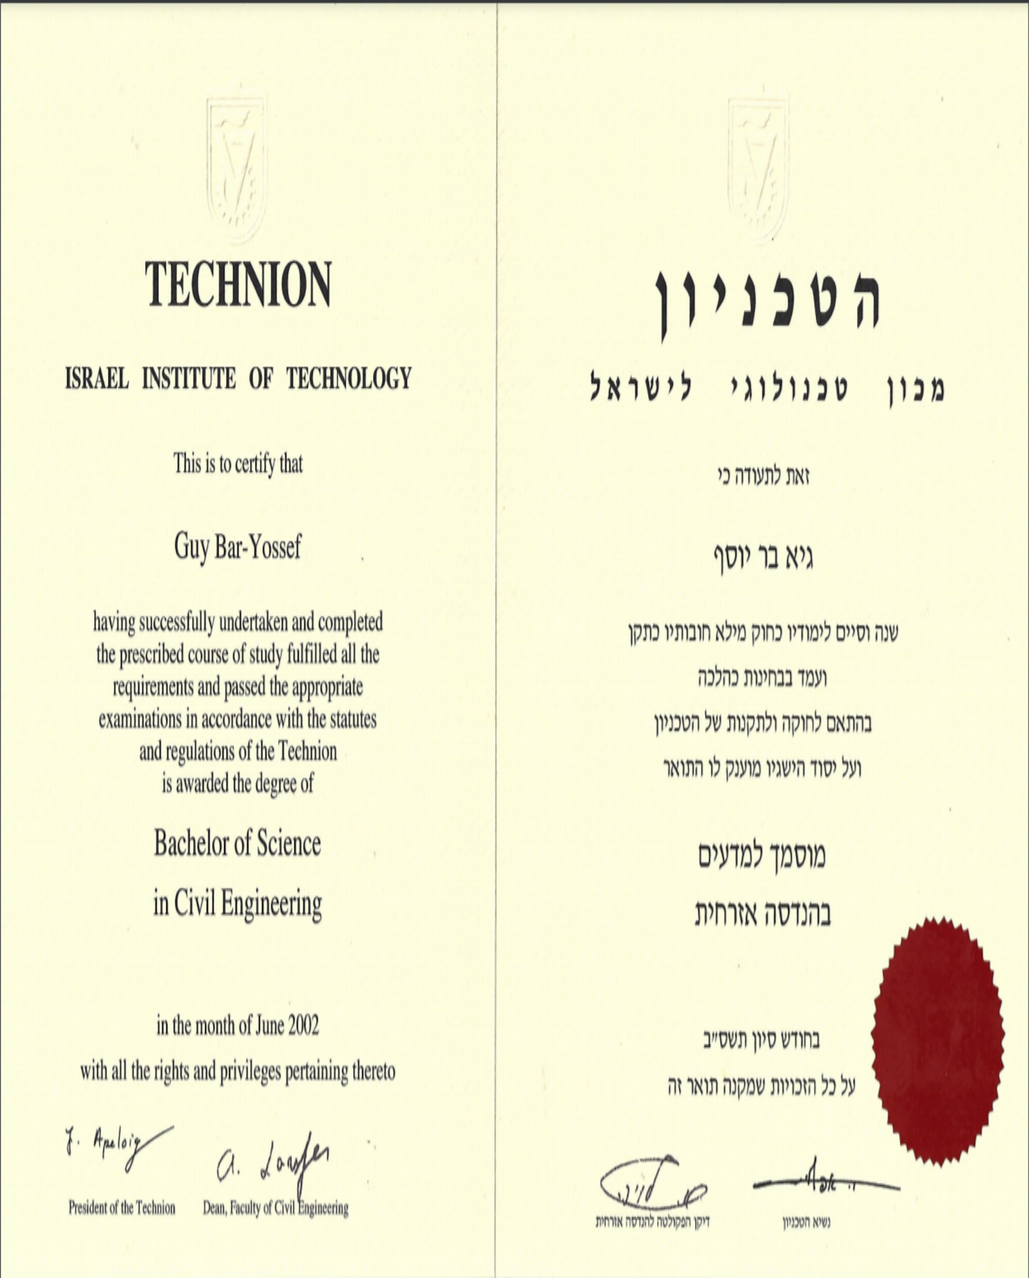 TECHNION
ISRAEL INSTITUTE OF TECHNOLOGY
This is to certify that
Guy Bar-Yossef
having successfully undertaken and completed
the prescribed course of study fulfilled all the
requirements and passed the appropriate
examinations in accordance with the statutes
and regulations of the Technion
is awarded the degree of
Bachelor of Science
in Civil Engineering
in the month of June 2002
with all the rights and privileges pertaining thereto
Y. Apeloig
A. Laufer
President of the Technion Dean, Faculty of Civil Engineering
הטכניון
מכון טכנולוגי לישראל
זאת לתעודה כי
גיא בר יוסף
שנה וסיים לימודיו כחוק מילא חובותיו כתקן
ועמד בבחינות כהלכה
בהתאם לחוקה ולתקנות של הטכניון
ועל יסוד הישגיו מוענק לו התואר
מוסמך למדעים
בהנדסה אזרחית
בחודש סיון תשס״ב
על כל הזכויות שמקנה תואר זה
נשיא הטכניון דיקן הפקולטה להנדסה אזרחית